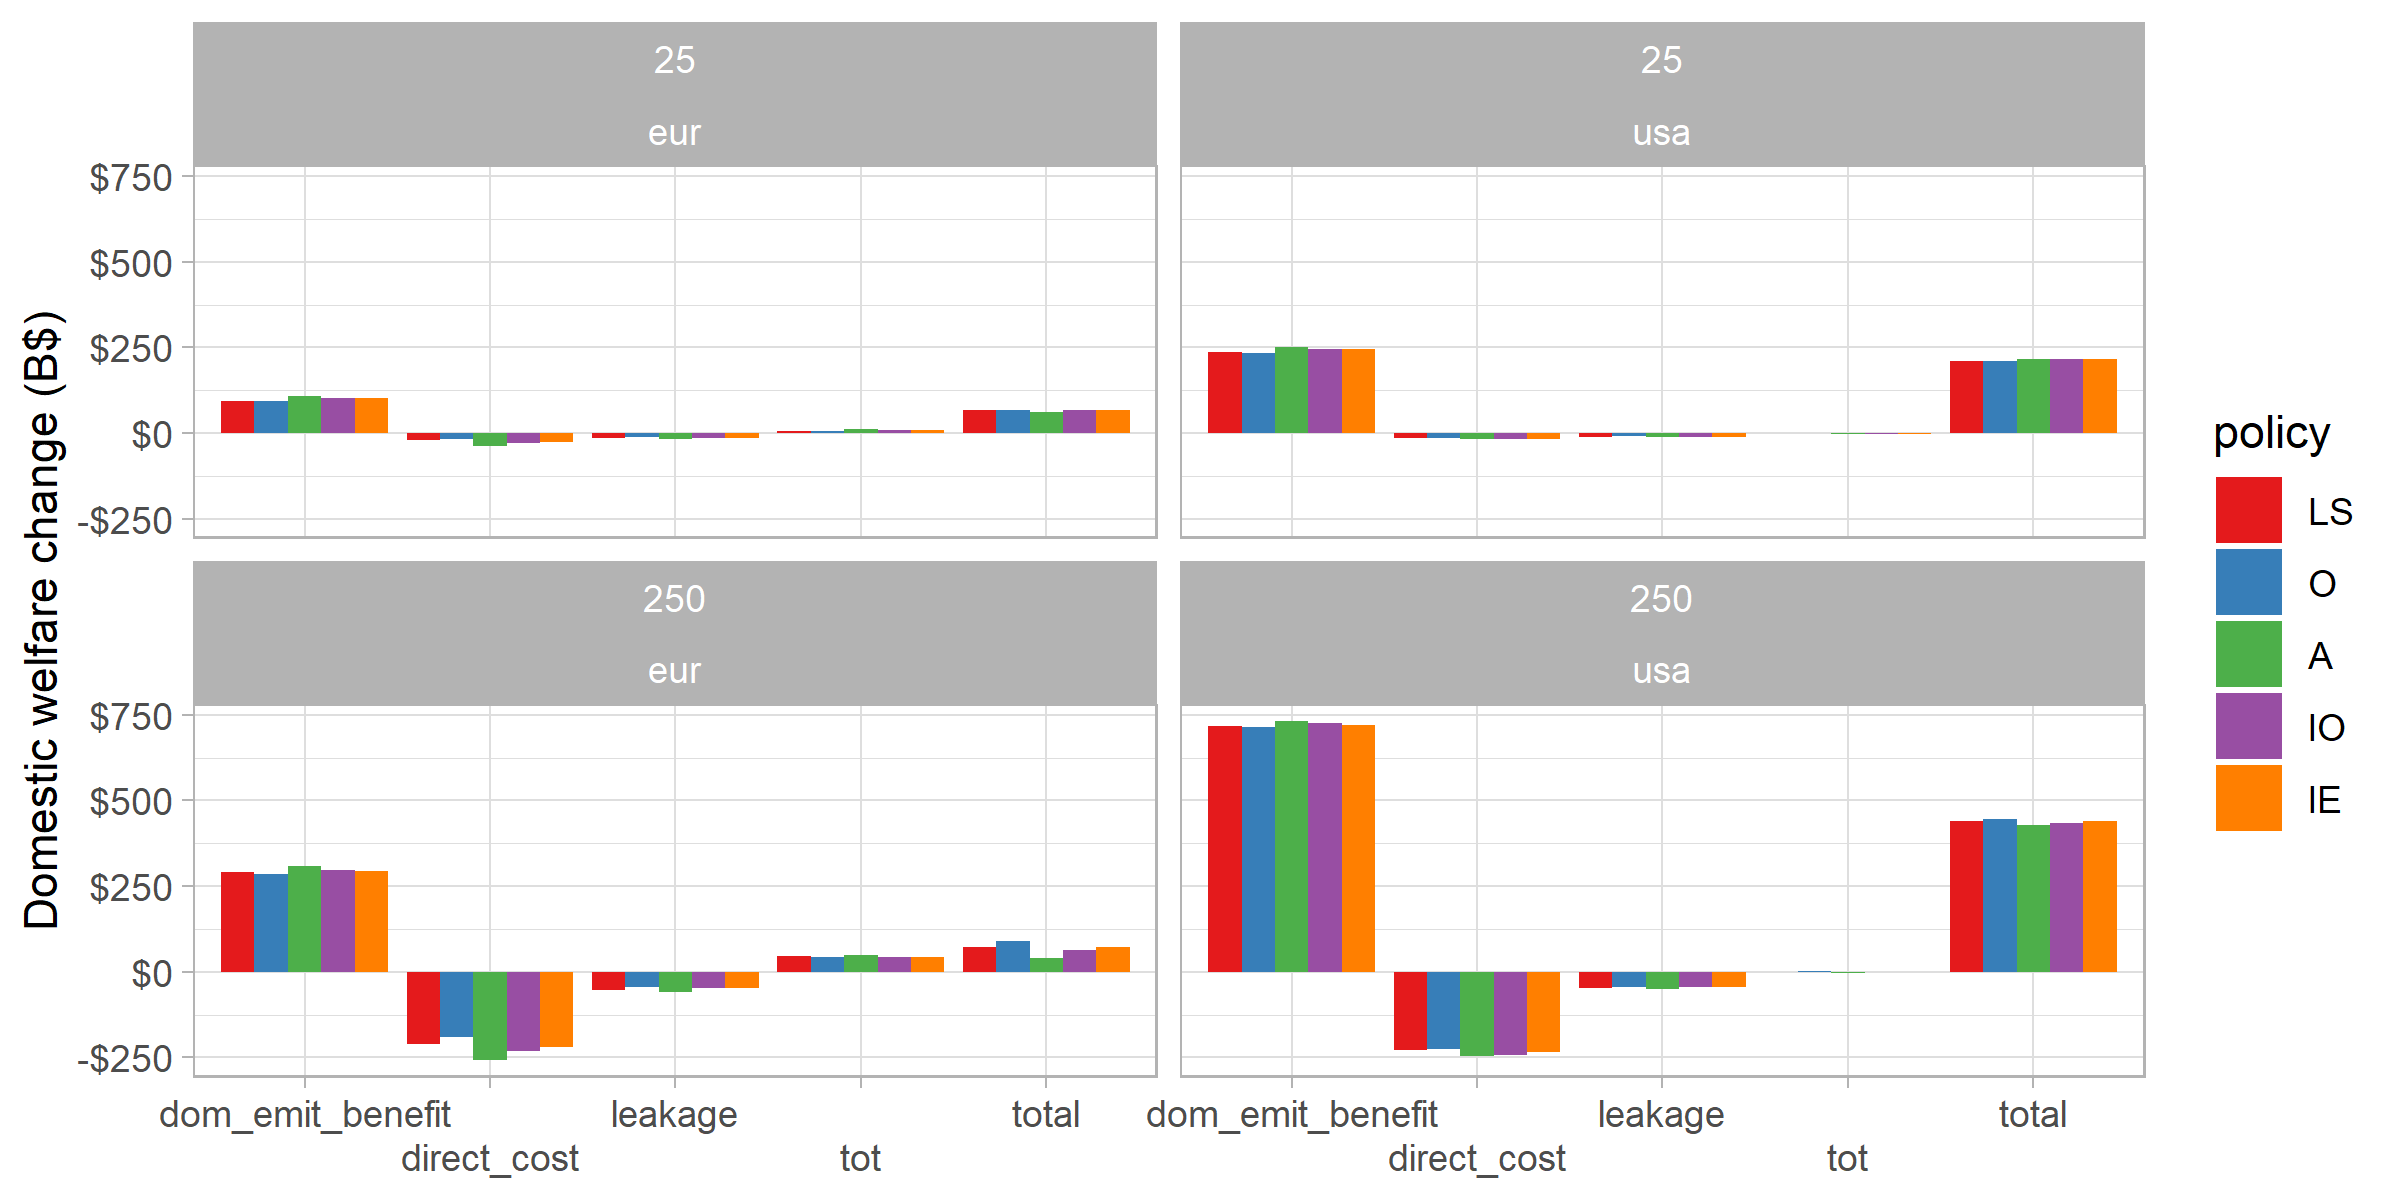 25
eur
25
usa
$750
$500
$250
$0
-$250
250
eur
250
usa
$750
$500
$250
$0
-$250
Domestic welfare change (B$)
dom_emit_benefit
direct_cost
leakage
tot
total
dom_emit_benefit
direct_cost
leakage
tot
total
policy
LS
O
A
IO
IE